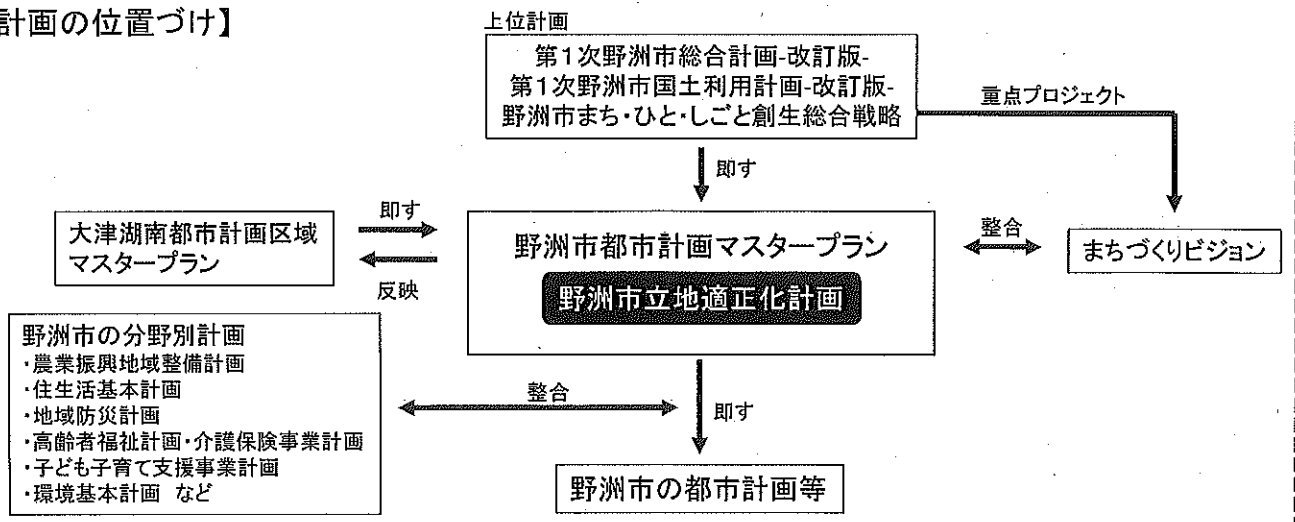 計画の位置づけ】
上位計画
第1次野洲市総合計画-改訂版-
第1次野洲市国土利用計画-改訂版-
野洲市まち・ひと・しごと創生総合戦略
重点プロジェクト
即す
大津湖南都市計画区域
マスタープラン
即す
反映
野洲市都市計画マスタープラン
野洲市立地適正化計画
整合
まちづくりビジョン
野洲市の分野別計画
・農業振興地域整備計画
・住生活基本計画
・地域防災計画
・高齢者福祉計画・介護保険事業計画
・子ども子育て支援事業計画
・環境基本計画 など
整合
即す
野洲市の都市計画等